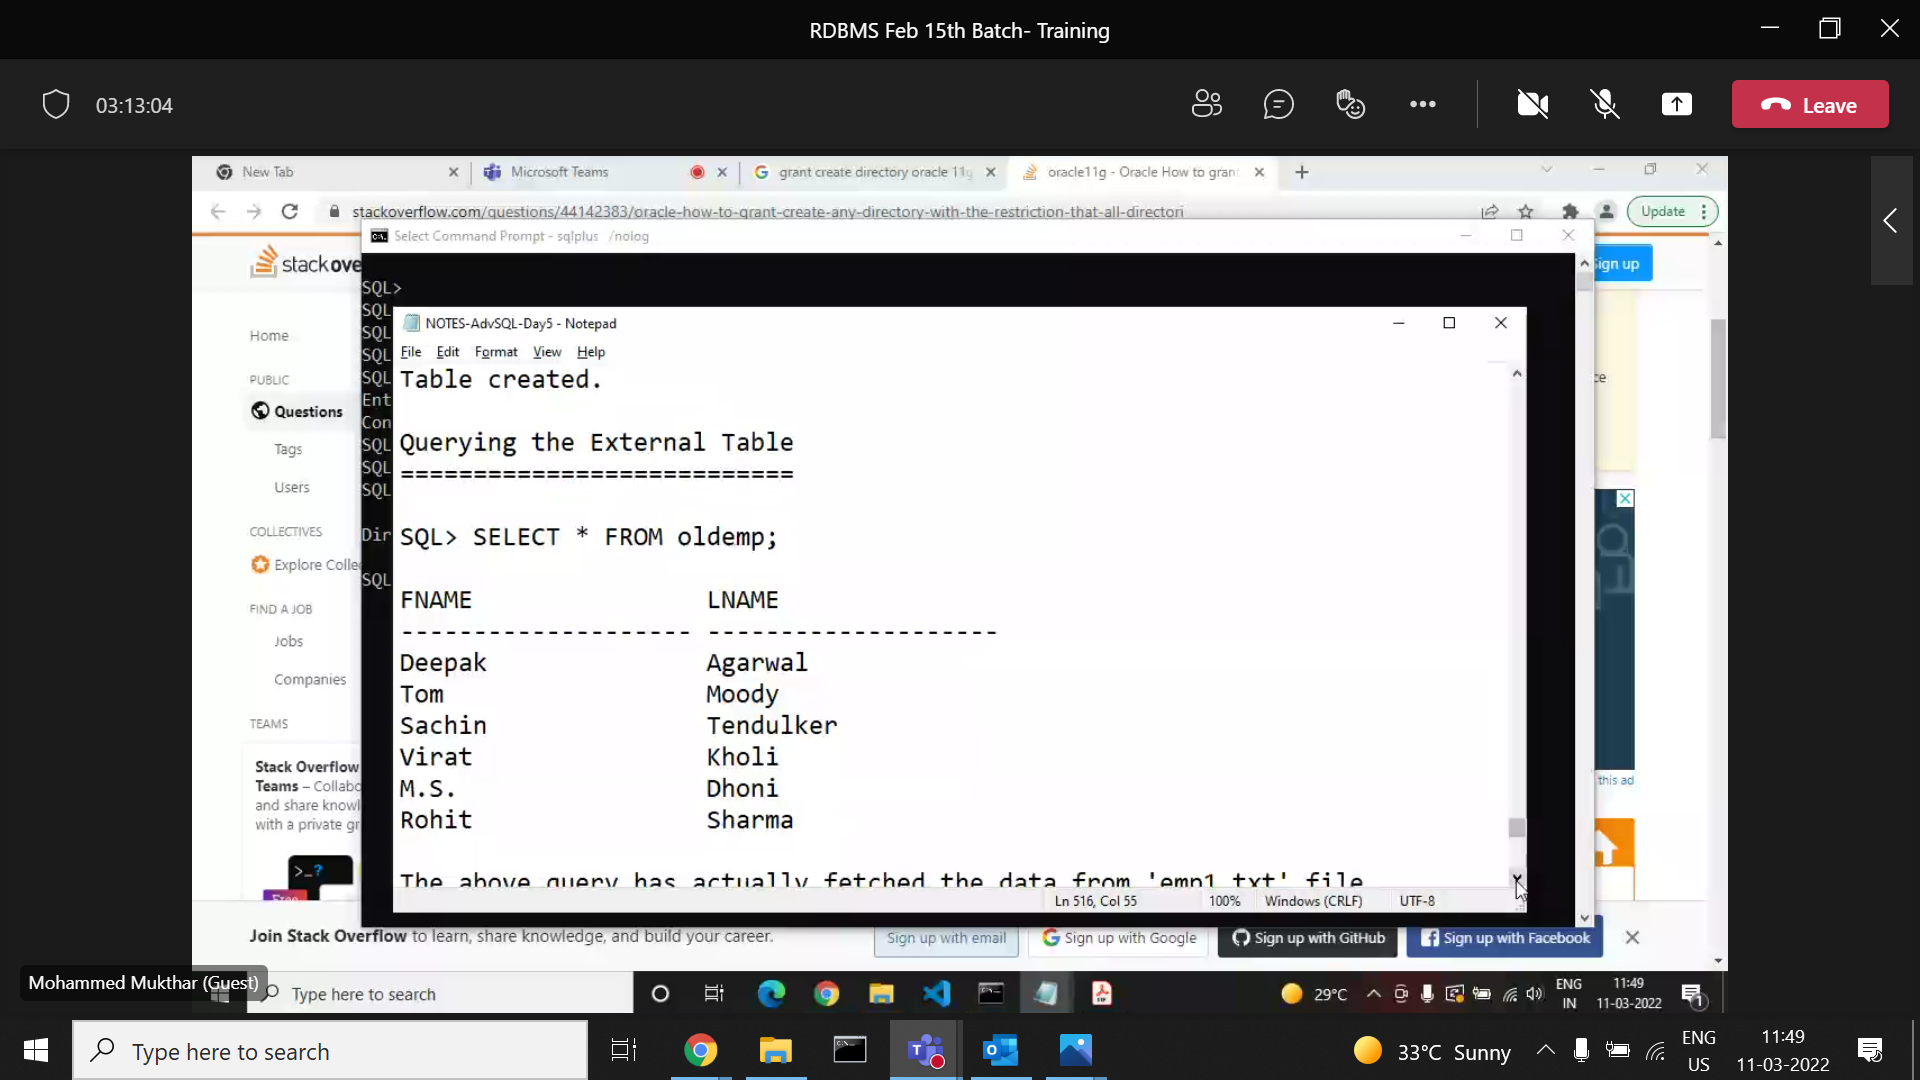 RDBMS Feb 15th Batch- Training
03:13:04
Leave
New Tab
Microsoft Teams
grant create directory oracle 11g
oracle11g - Oracle How to gran
stackoverflow.com/questions/44142383/oracle-how-to-grant-create-any-directory-with-the-restriction-that-all-directori
Update
Select Command Prompt - sqlplus /nolog
stackove
Sign up
SQL>
SQL
SQL
SQL
SQL
Ent
Con
SQL
SQL
SQL
Dir
SQL
Home
PUBLIC
Questions
Tags
Users
COLLECTIVES
Explore Colle
FIND A JOB
Jobs
Companies
TEAMS
Stack Overflow
Teams – Collabo
and share knowl
with a private gr
>_?
Free
NOTES-AdvSQL-Day5 - Notepad
File Edit Format View Help
Table created.
Querying the External Table
===========================
SQL> SELECT * FROM oldemp;
FNAME LNAME
-------------------- --------------------
Deepak Agarwal
Tom Moody
Sachin Tendulker
Virat Kholi
M.S. Dhoni
Rohit Sharma
The above query has actually fetched the data from 'emp1.txt' file
Ln 516, Col 55 100% Windows (CRLF) UTF-8
ce
this ad
Join Stack Overflow to learn, share knowledge, and build your career.
Sign up with email
Sign up with Google
Sign up with GitHub
Sign up with Facebook
Mohammed Mukthar (Guest)
Type here to search
29°C
ENG
IN
11:49
11-03-2022
1
Type here to search
33°C Sunny
ENG
US
11:49
11-03-2022